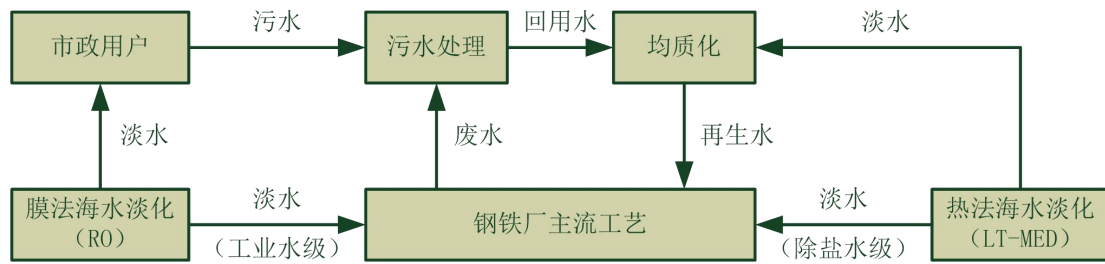 污水
回用水
淡水
市政用户
污水处理
均质化
淡水
废水
再生水
膜法海水淡化
（RO）
淡水
（工业水级）
钢铁厂主流工艺
淡水
（除盐水级）
热法海水淡化
（LT-MED）